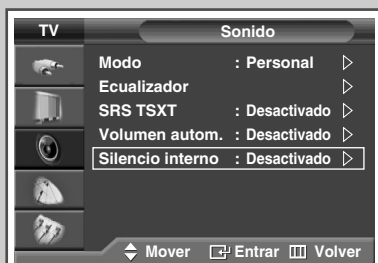 TV Sonido
Modo : Personal
Ecualizador
SRS TSXT : Desactivado
Volumen autom. : Desactivado
Silencio interno : Desactivado
Mover Entrar Volver